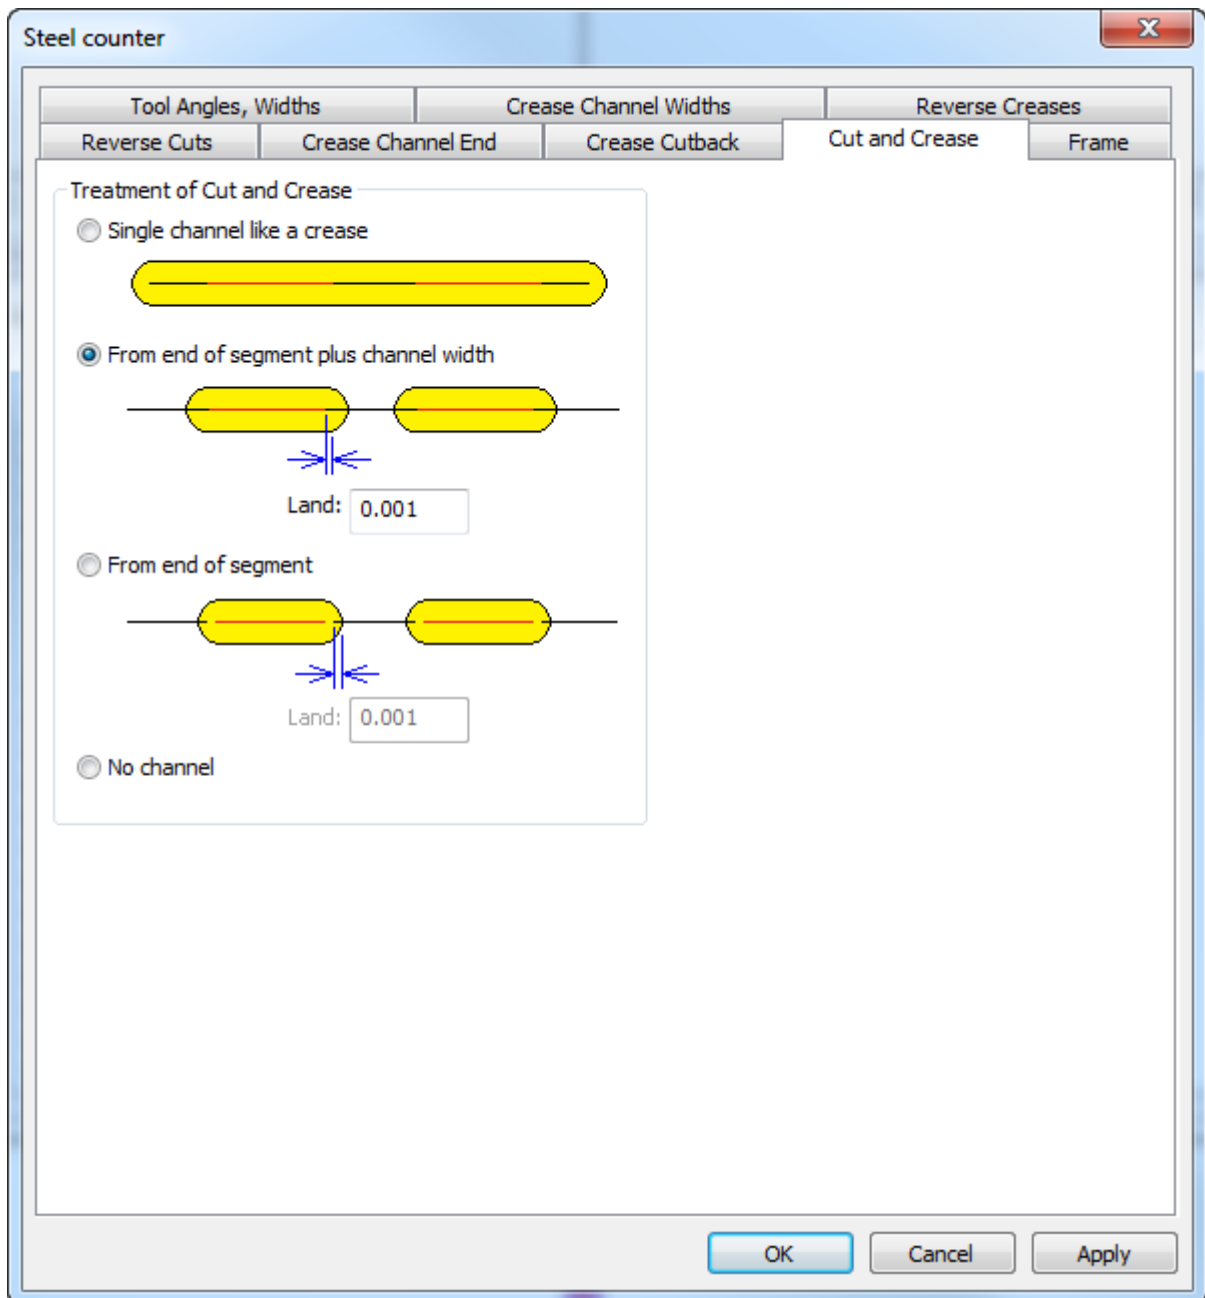 Steel counter
Tool Angles, Widths
Crease Channel Widths
Reverse Creases
Reverse Cuts
Crease Channel End
Crease Cutback
Cut and Crease
Frame
Treatment of Cut and Crease
Single channel like a crease
From end of segment plus channel width
Land: 0.001
From end of segment
Land: 0.001
No channel
OK
Cancel
Apply